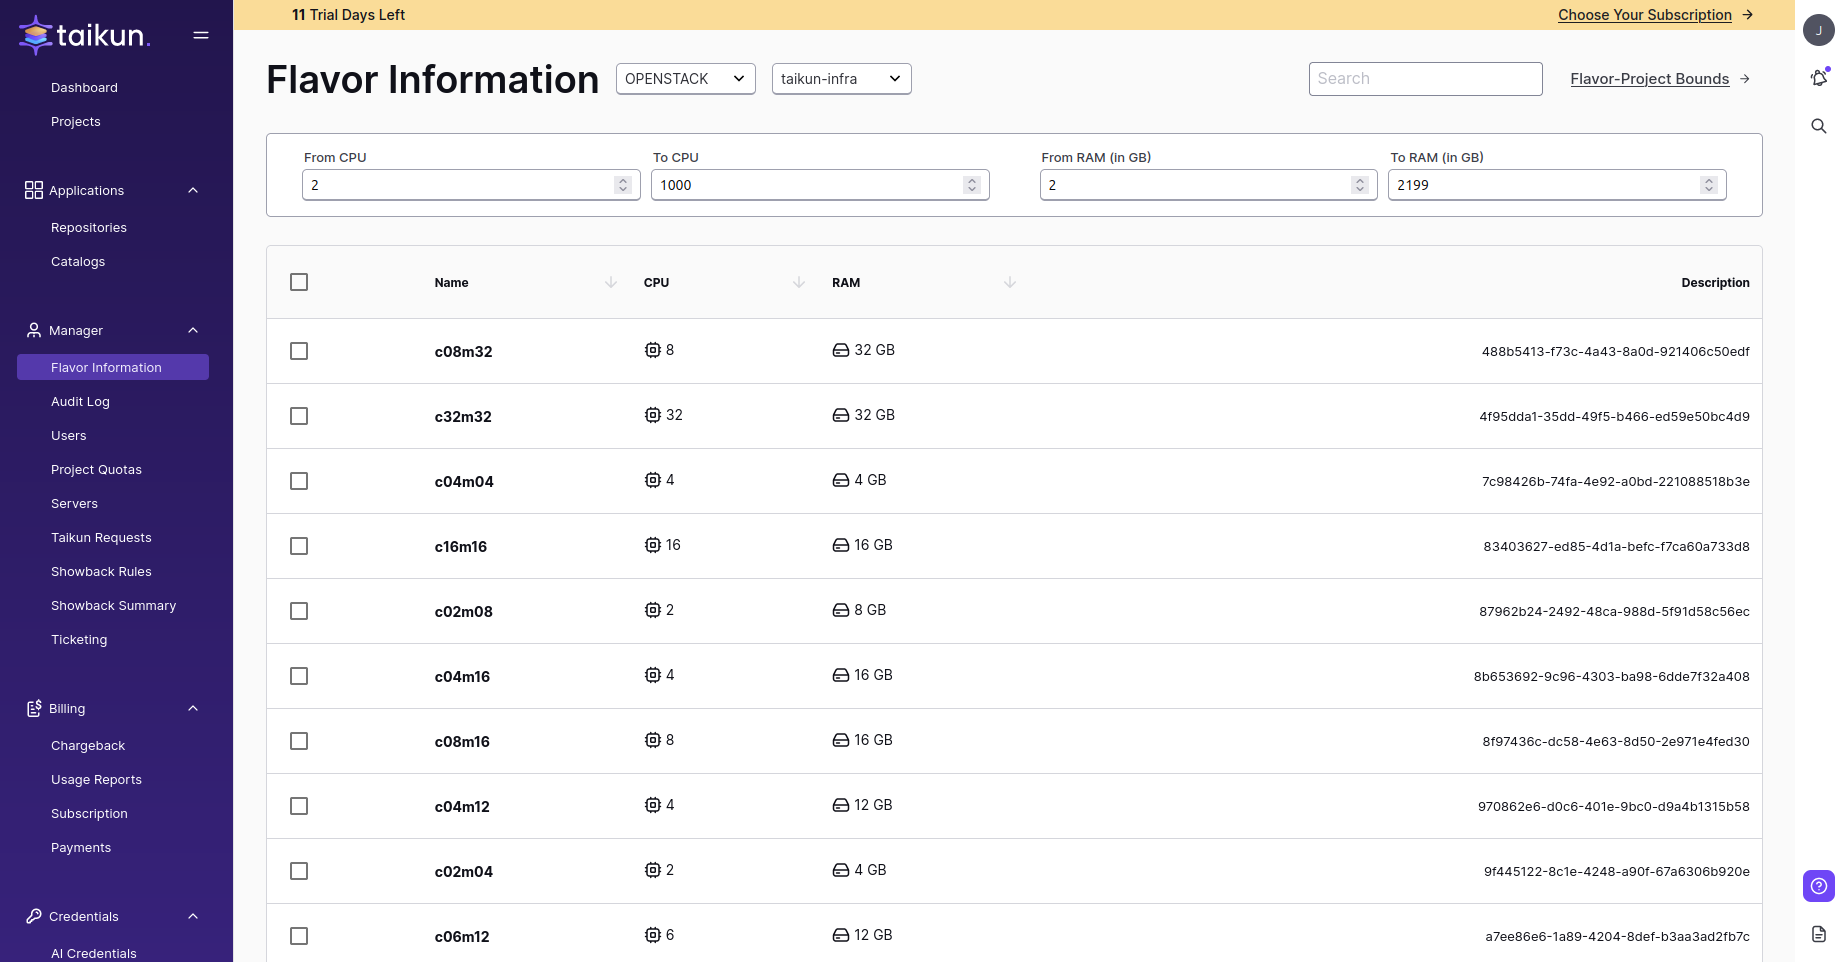 11 Trial Days Left
Choose Your Subscription
taikun.
Dashboard
Projects
Applications
Repositories
Catalogs
Manager
Flavor Information
Audit Log
Users
Project Quotas
Servers
Taikun Requests
Showback Rules
Showback Summary
Ticketing
Billing
Chargeback
Usage Reports
Subscription
Payments
Credentials
AI Credentials
Flavor Information
OPENSTACK
taikun-infra
Search
Flavor-Project Bounds
J
From CPU To CPU From RAM (in GB) To RAM (in GB)
2 1000 2 2199
Name CPU RAM Description
c08m32 8 32 GB 488b5413-f73c-4a43-8a0d-921406c50edf
c32m32 32 32 GB 4f95dda1-35dd-49f5-b466-ed59e50bc4d9
c04m04 4 4 GB 7c98426b-74fa-4e92-a0bd-221088518b3e
c16m16 16 16 GB 83403627-ed85-4d1a-befc-f7ca60a733d8
c02m08 2 8 GB 87962b24-2492-48ca-988d-5f91d58c56ec
c04m16 4 16 GB 8b653692-9c96-4303-ba98-6dde7f32a408
c08m16 8 16 GB 8f97436c-dc58-4e63-8d50-2e971e4fed30
c04m12 4 12 GB 970862e6-d0c6-401e-9bc0-d9a4b1315b58
c02m04 2 4 GB 9f445122-8c1e-4248-a90f-67a6306b920e
c06m12 6 12 GB a7ee86e6-1a89-4204-8def-b3aa3ad2fb7c